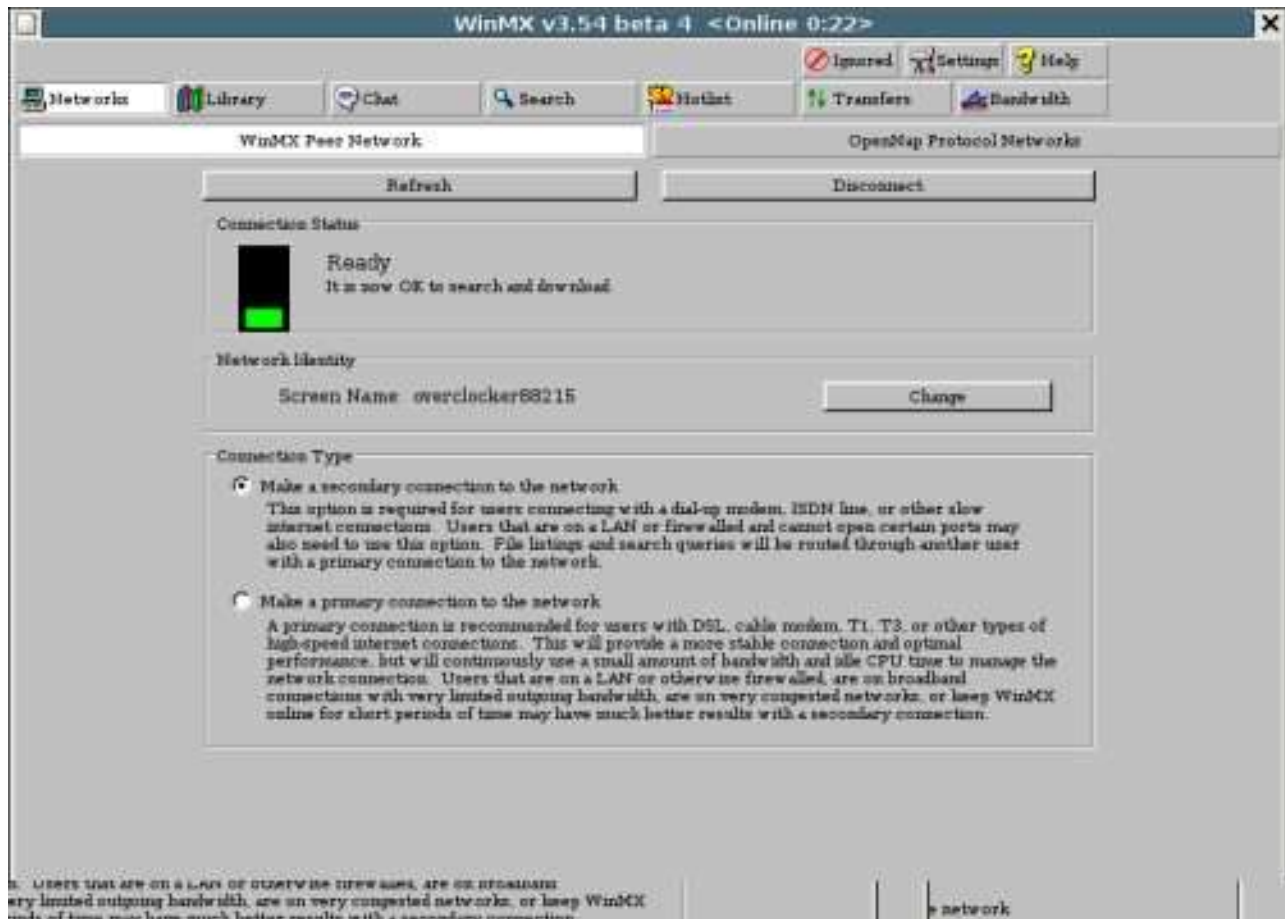 WinMX v3.54 beta 4 <Online 0:22>
Ignored Settings Help
Networks Library Chat Search Hotlist Transfers Bandwidth
WinMX Peer Network OpenNap Protocol Networks
Refresh Disconnect
Connection Status
Ready
It is now OK to search and download
Network Identity
Screen Name overclocker88215 Change
Connection Type
Make a secondary connection to the network
This option is required for users connecting with a dial-up modem, ISDN line, or other slow
internet connections. Users that are on a LAN or firewalled and cannot open certain ports may
also need to use this option. File listings and search queries will be routed through another user
with a primary connection to the network.
Make a primary connection to the network
A primary connection is recommended for users with DSL, cable modem, T1, T3, or other types of
high-speed internet connections. This will provide a more stable connection and optimal
performance, but will continuously use a small amount of bandwidth and idle CPU time to manage the
network connection. Users that are on a LAN or otherwise firewalled, are on broadband
connections with very limited outgoing bandwidth, are on very congested networks, or keep WinMX
online for short periods of time may have much better results with a secondary connection.
Users that are on a LAN or otherwise firewalled, are on broadband
ery limited outgoing bandwidth, are on very congested networks, or keep WinMX
e network
of time may have much better results with a secondary connection